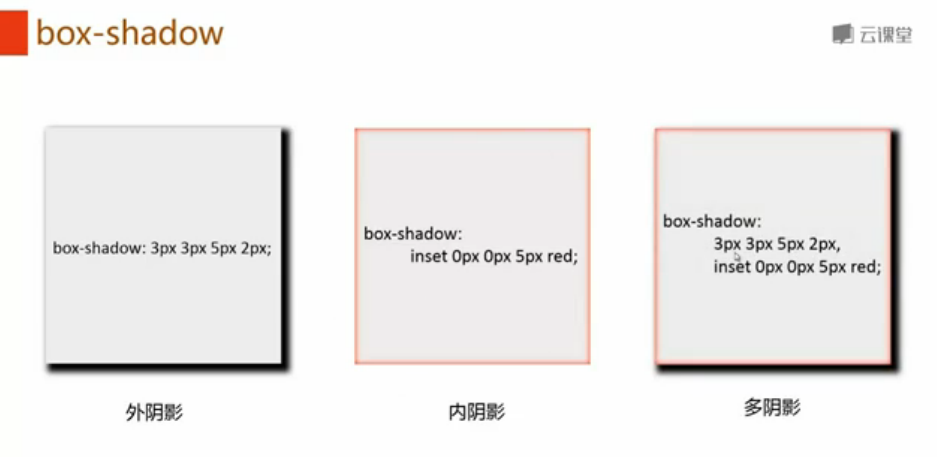 box-shadow
云课堂
box-shadow: 3px 3px 5px 2px;
外阴影
box-shadow:
inset 0px 0px 5px red;
内阴影
box-shadow:
3px 3px 5px 2px,
inset 0px 0px 5px red;
多阴影